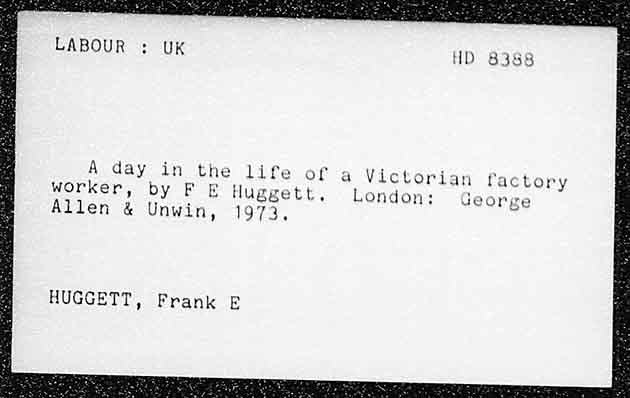 LABOUR : UK
HD 8388
A day in the life of a Victorian factory
worker, by F E Huggett. London: George
Allen & Unwin, 1973.
HUGGETT, Frank E